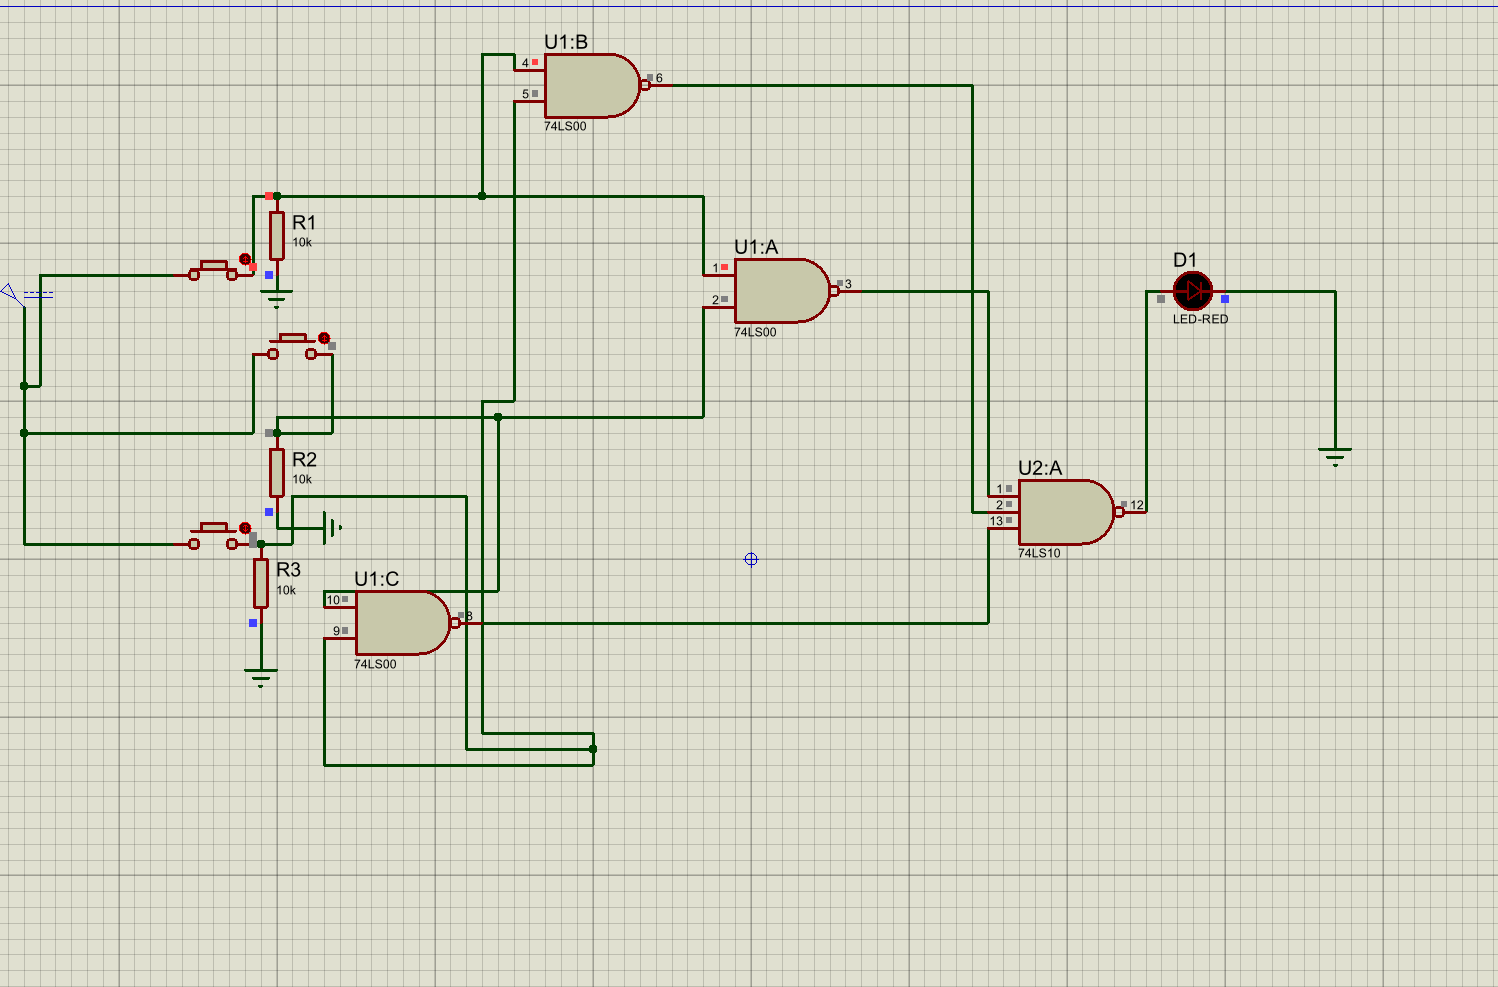 U1:B
4
5
6
74LS00
R1
10k
U1:A
1
2
3
74LS00
D1
LED-RED
R2
10k
U2:A
1
2
13
12
74LS10
R3
10k
U1:C
10
9
8
74LS00